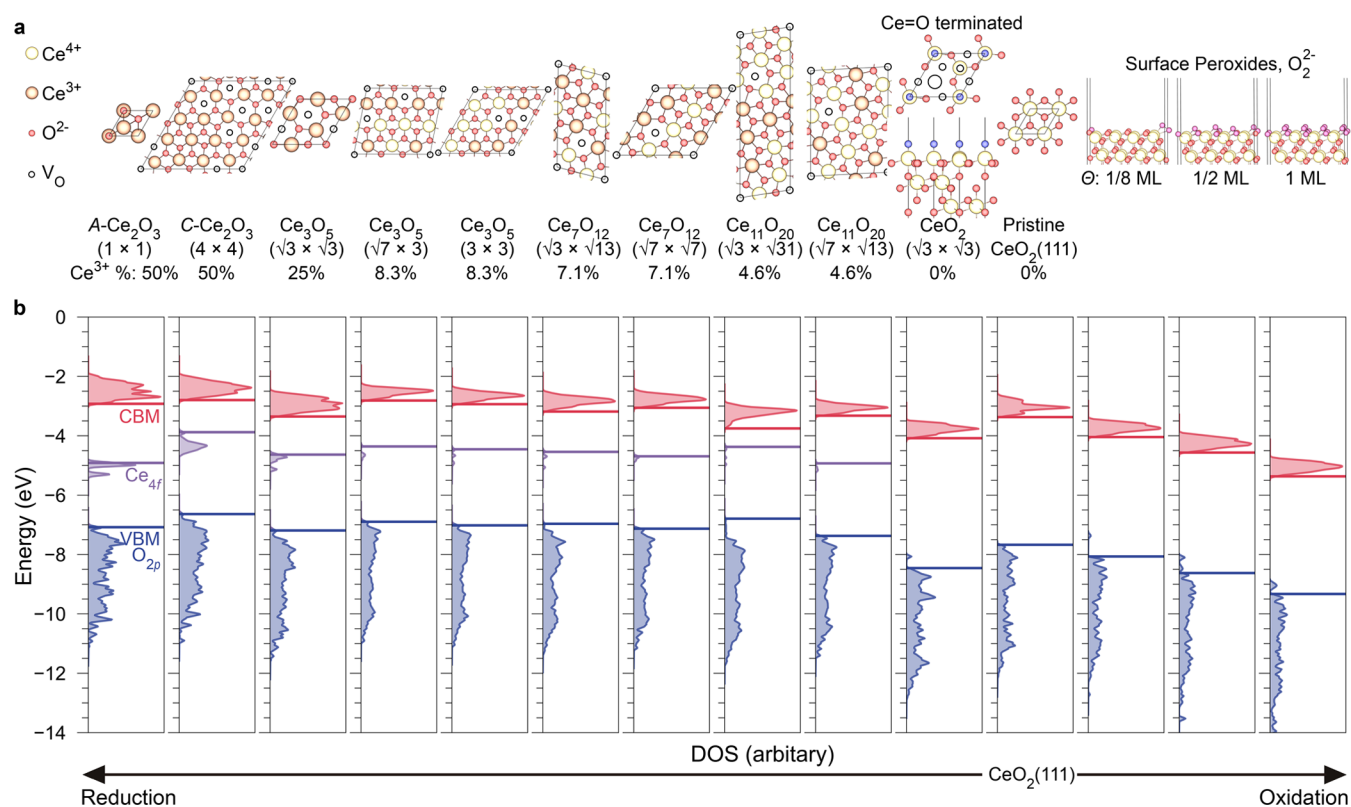 a
Ce=O terminated
Ce4+
Ce3+
O2-
VO
Surface Peroxides, O22-
Θ: 1/8 ML
1/2 ML
1 ML
A-Ce2O3
(1 × 1)
C-Ce2O3
(4 × 4)
Ce3O5
(√3 × √3)
Ce3O5
(√7 × 3)
Ce3O5
(3 × 3)
Ce7O12
(√3 × √13)
Ce7O12
(√7 × √7)
Ce11O20
(√3 × √31)
Ce11O20
(√7 × √13)
CeO2
(√3 × √3)
Pristine
CeO2(111)
Ce3+ %: 50%
50%
25%
8.3%
8.3%
7.1%
7.1%
4.6%
4.6%
0%
0%
b
Energy (eV)
0
−2
−4
−6
−8
−10
−12
−14
CBM
Ce4f
VBM
O2p
DOS (arbitary)
CeO2(111)
Reduction
Oxidation